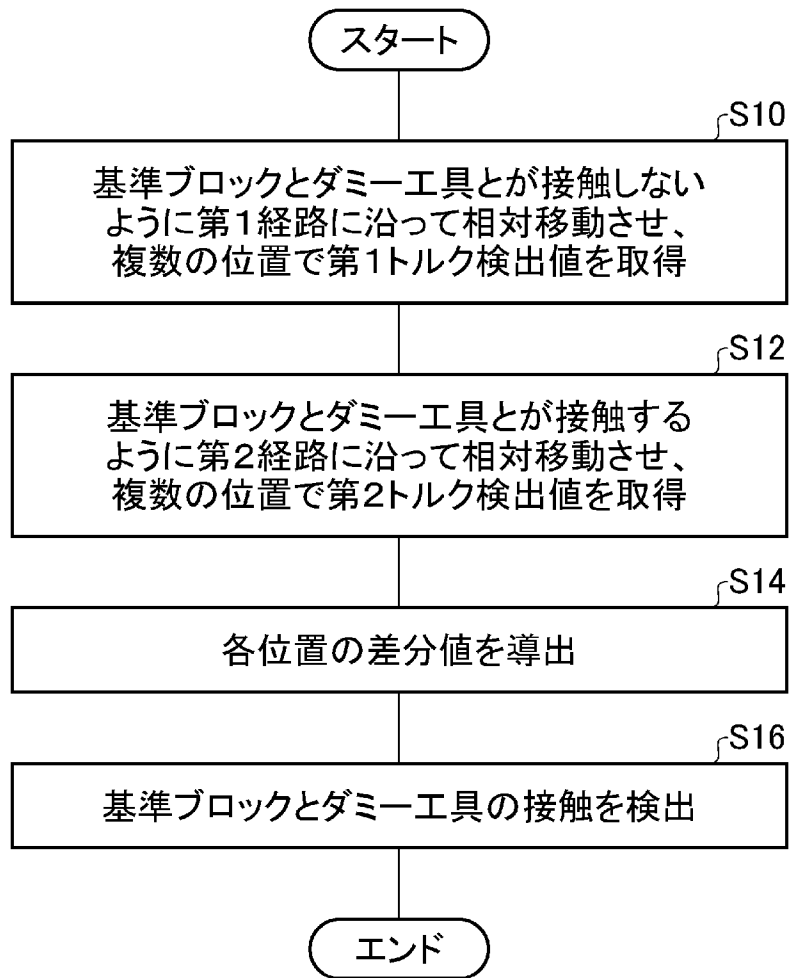 スタート
S10
基準ブロックとダミー工具とが接触しない
ように第1経路に沿って相対移動させ、
複数の位置で第1トルク検出値を取得
S12
基準ブロックとダミー工具とが接触する
ように第2経路に沿って相対移動させ、
複数の位置で第2トルク検出値を取得
S14
各位置の差分値を導出
S16
基準ブロックとダミー工具の接触を検出
エンド